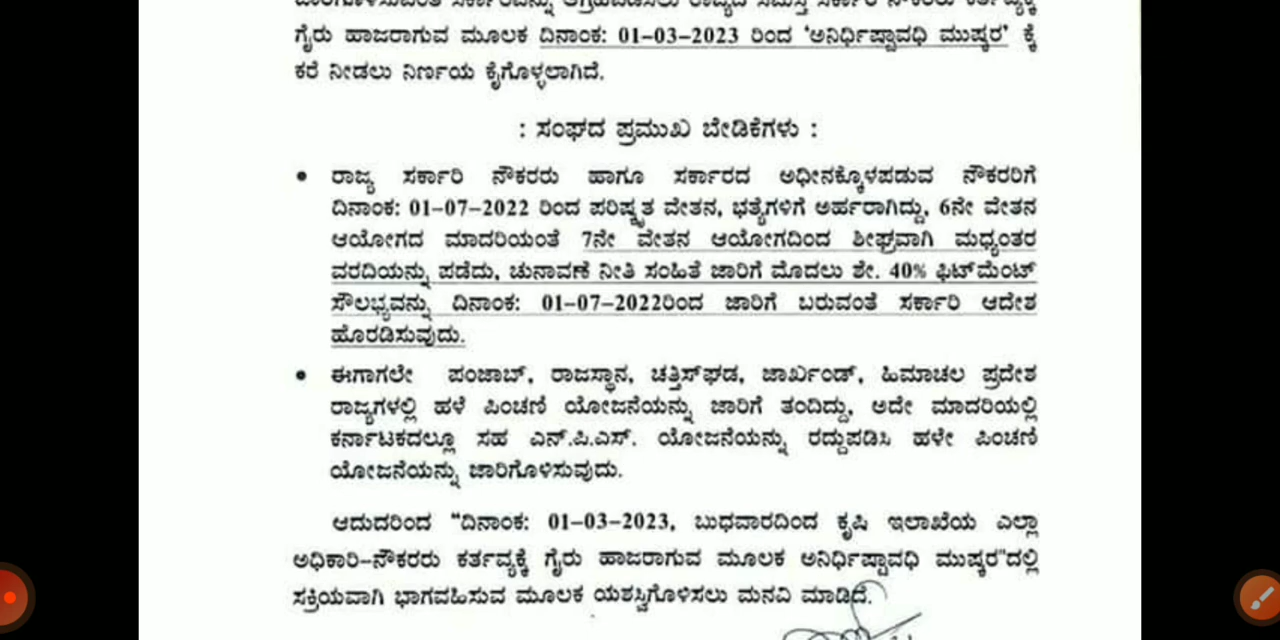 ಗೈರು ಹಾಜರಾಗುವ ಮೂಲಕ ದಿನಾಂಕ: 01-03-2023 ರಿಂದ 'ಅನಿರ್ಧಿಷ್ಟಾವಧಿ ಮುಷ್ಕರ' ಕ್ಕೆ
ಕರೆ ನೀಡಲು ನಿರ್ಣಯ ಕೈಗೊಳ್ಳಲಾಗಿದೆ.
: ಸಂಘದ ಪ್ರಮುಖ ಬೇಡಿಕೆಗಳು :
• ರಾಜ್ಯ ಸರ್ಕಾರಿ ನೌಕರರು ಹಾಗೂ ಸರ್ಕಾರದ ಅಧೀನಕ್ಕೊಳಪಡುವ ನೌಕರರಿಗೆ
ದಿನಾಂಕ: 01-07-2022 ರಿಂದ ಪರಿಷ್ಕೃತ ವೇತನ, ಭತ್ಯೆಗಳಿಗೆ ಅರ್ಹರಾಗಿದ್ದು, 6ನೇ ವೇತನ
ಆಯೋಗದ ಮಾದರಿಯಂತೆ 7ನೇ ವೇತನ ಆಯೋಗದಿಂದ ಶೀಘ್ರವಾಗಿ ಮಧ್ಯಂತರ
ವರದಿಯನ್ನು ಪಡೆದು, ಚುನಾವಣೆ ನೀತಿ ಸಂಹಿತೆ ಜಾರಿಗೆ ಮೊದಲು ಶೇ. 40% ಫಿಟ್‌ಮೆಂಟ್
ಸೌಲಭ್ಯವನ್ನು ದಿನಾಂಕ: 01-07-2022ರಿಂದ ಜಾರಿಗೆ ಬರುವಂತೆ ಸರ್ಕಾರಿ ಆದೇಶ
ಹೊರಡಿಸುವುದು.
• ಈಗಾಗಲೇ ಪಂಜಾಬ್, ರಾಜಸ್ಥಾನ, ಚತ್ತಿಸ್‌ಘಡ, ಜಾರ್ಖಂಡ್, ಹಿಮಾಚಲ ಪ್ರದೇಶ
ರಾಜ್ಯಗಳಲ್ಲಿ ಹಳೆ ಪಿಂಚಣಿ ಯೋಜನೆಯನ್ನು ಜಾರಿಗೆ ತಂದಿದ್ದು, ಅದೇ ಮಾದರಿಯಲ್ಲಿ
ಕರ್ನಾಟಕದಲ್ಲೂ ಸಹ ಎನ್.ಪಿ.ಎಸ್. ಯೋಜನೆಯನ್ನು ರದ್ದುಪಡಿಸಿ ಹಳೇ ಪಿಂಚಣಿ
ಯೋಜನೆಯನ್ನು ಜಾರಿಗೊಳಿಸುವುದು.
ಆದುದರಿಂದ "ದಿನಾಂಕ: 01-03-2023, ಬುಧವಾರದಿಂದ ಕೃಷಿ ಇಲಾಖೆಯ ಎಲ್ಲಾ
ಅಧಿಕಾರಿ-ನೌಕರರು ಕರ್ತವ್ಯಕ್ಕೆ ಗೈರು ಹಾಜರಾಗುವ ಮೂಲಕ ಅನಿರ್ಧಿಷ್ಟಾವಧಿ ಮುಷ್ಕರ"ದಲ್ಲಿ
ಸಕ್ರಿಯವಾಗಿ ಭಾಗವಹಿಸುವ ಮೂಲಕ ಯಶಸ್ವಿಗೊಳಿಸಲು ಮನವಿ ಮಾಡಿದೆ.